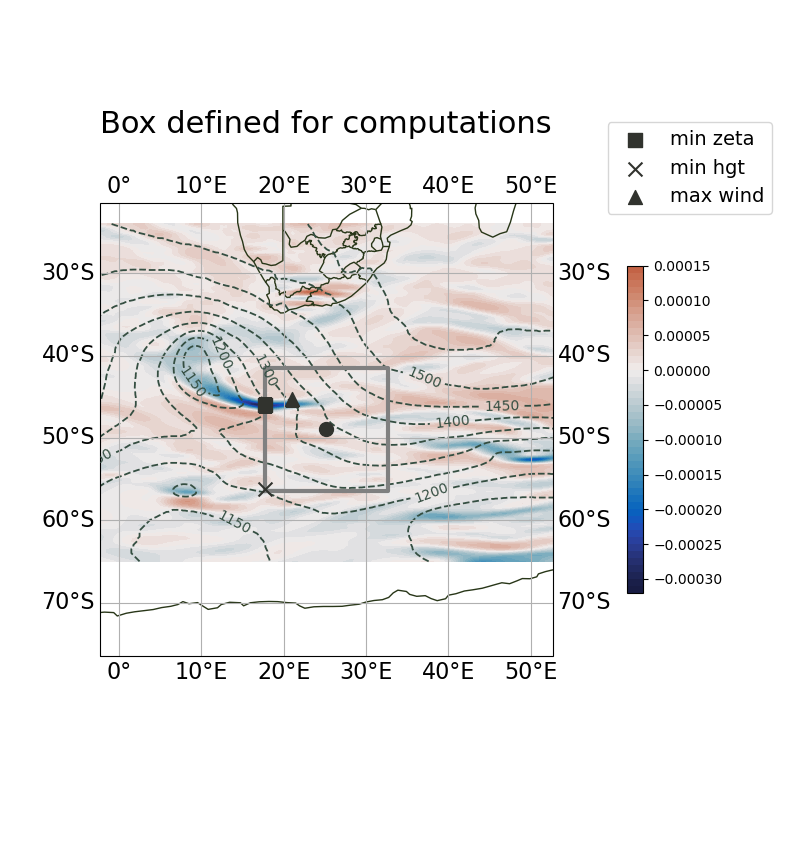 Box defined for computations
min zeta
min hgt
max wind
0° 10°E 20°E 30°E 40°E 50°E
30°S 30°S
40°S 40°S
50°S 50°S
60°S 60°S
70°S 70°S
0° 10°E 20°E 30°E 40°E 50°E
1200
1300
1150
1500
1450
1400
1200
1150
0.00015
0.00010
0.00005
0.00000
−0.00005
−0.00010
−0.00015
−0.00020
−0.00025
−0.00030